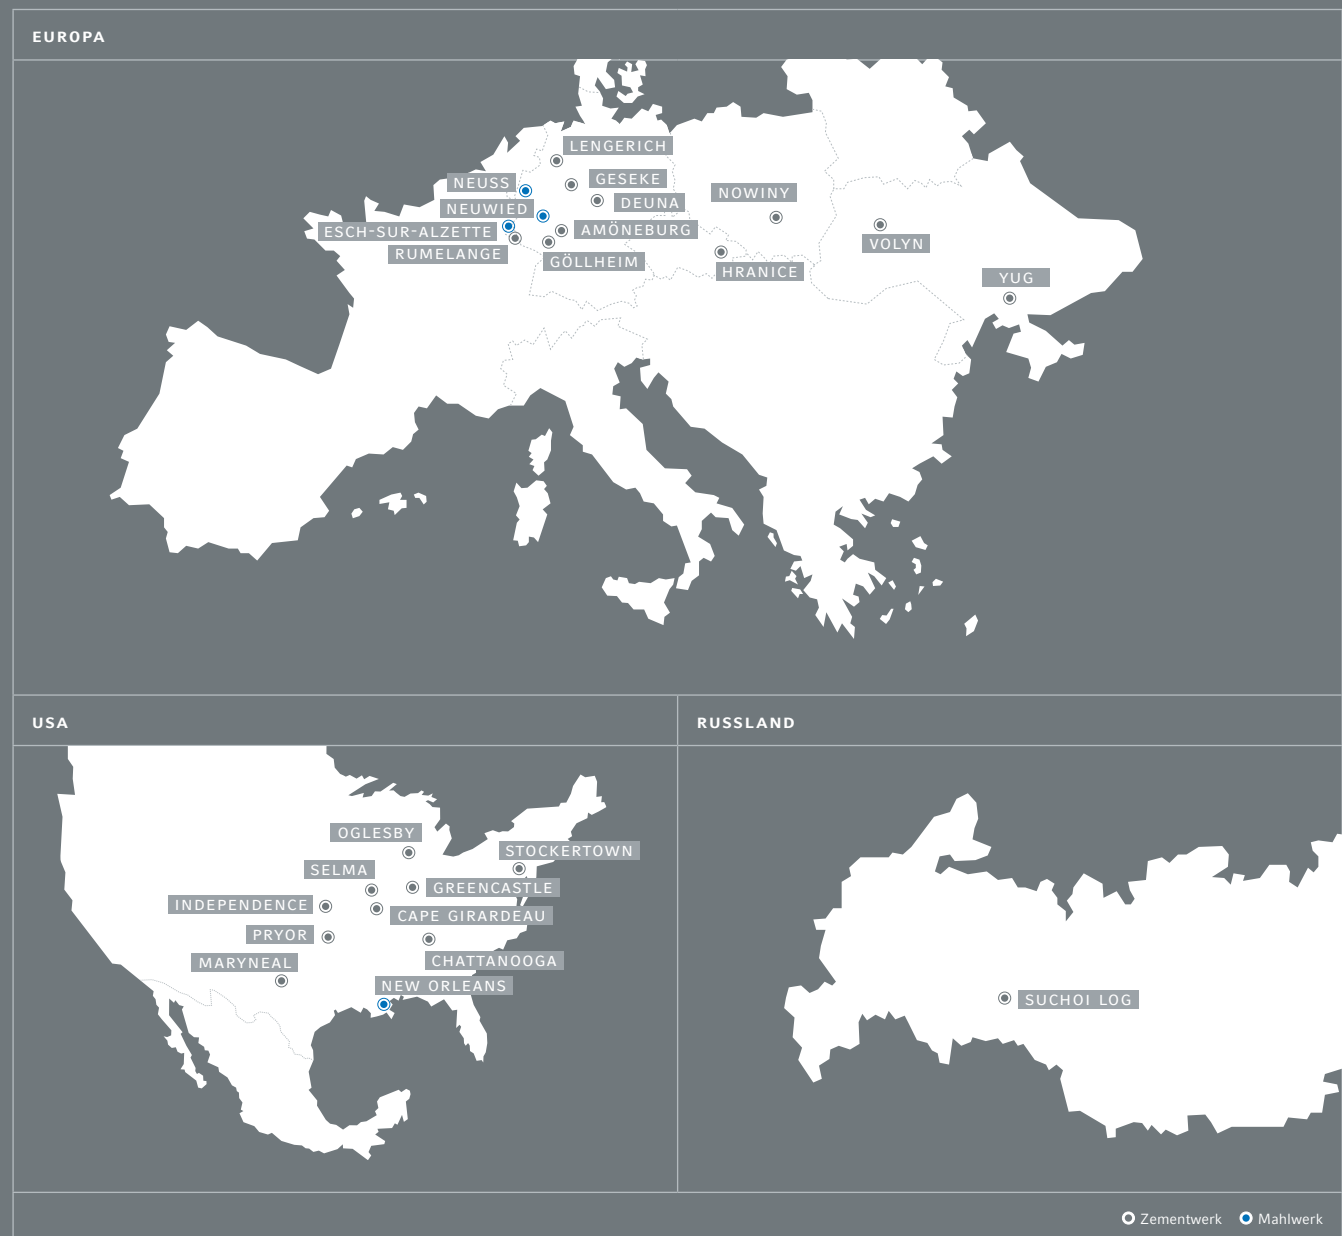 EUROPA
LENGERICH
NEUSS
GESEKE
NOWINY
DEUNA
NEUWIED
AMÖNEBURG
ESCH-SUR-ALZETTE
VOLYN
RUMELANGE
GÖLLHEIM
HRANICE
YUG
USA
RUSSLAND
OGLESBY
STOCKERTOWN
SELMA
GREENCASTLE
INDEPENDENCE
CAPE GIRARDEAU
PRYOR
CHATTANOOGA
MARYNEAL
NEW ORLEANS
SUCHOI LOG
Zementwerk
Mahlwerk